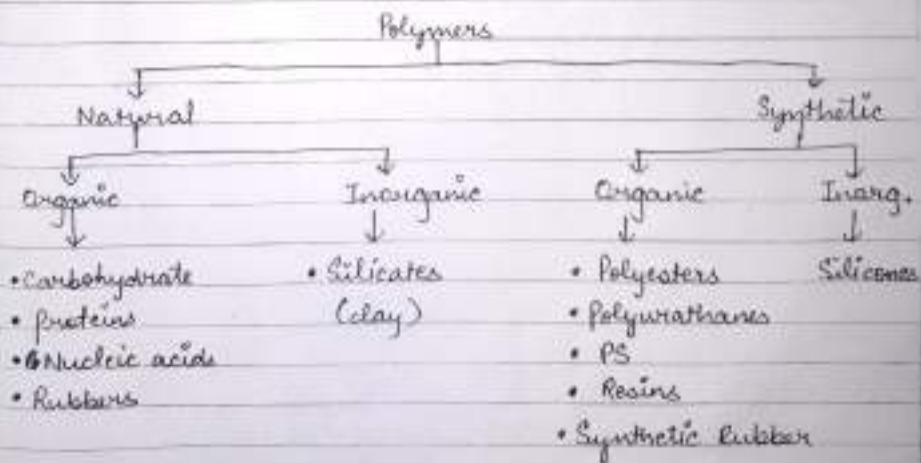 Polymers
Natural Synthetic
Organic Inorganic Organic Inorg.
• Carbohydrate • Silicates • Polyesters Silicones
• Proteins (clay) • Polyurathanes
• Nucleic acids • PS
• Rubbers • Resins
• Synthetic Rubber